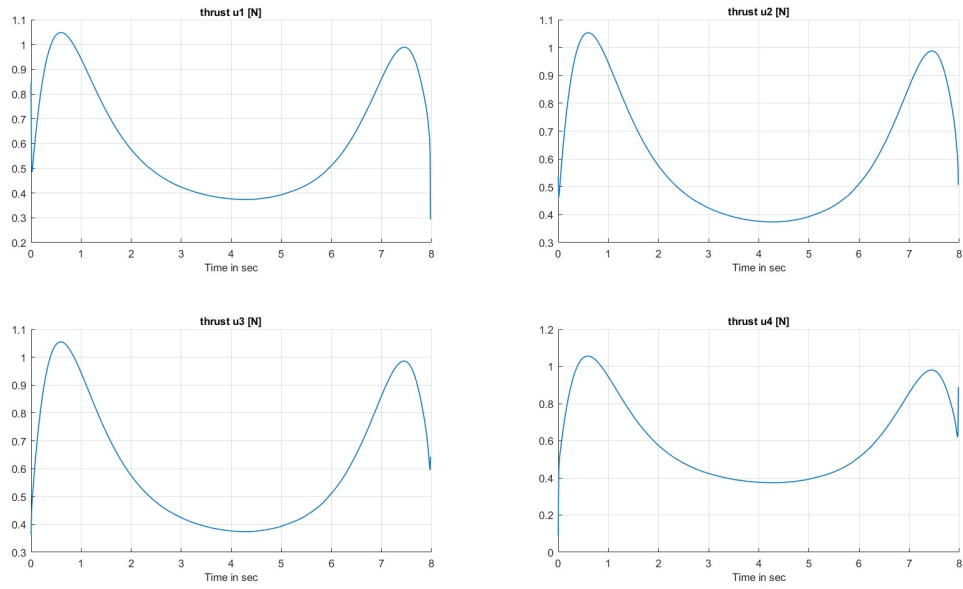 thrust u1 [N]
1.1
1
0.9
0.8
0.7
0.6
0.5
0.4
0.3
0.2
0 1 2 3 4 5 6 7 8
Time in sec
thrust u2 [N]
1.1
1
0.9
0.8
0.7
0.6
0.5
0.4
0.3
0 1 2 3 4 5 6 7 8
Time in sec
thrust u3 [N]
1.1
1
0.9
0.8
0.7
0.6
0.5
0.4
0.3
0 1 2 3 4 5 6 7 8
Time in sec
thrust u4 [N]
1.2
1
0.8
0.6
0.4
0.2
0
0 1 2 3 4 5 6 7 8
Time in sec